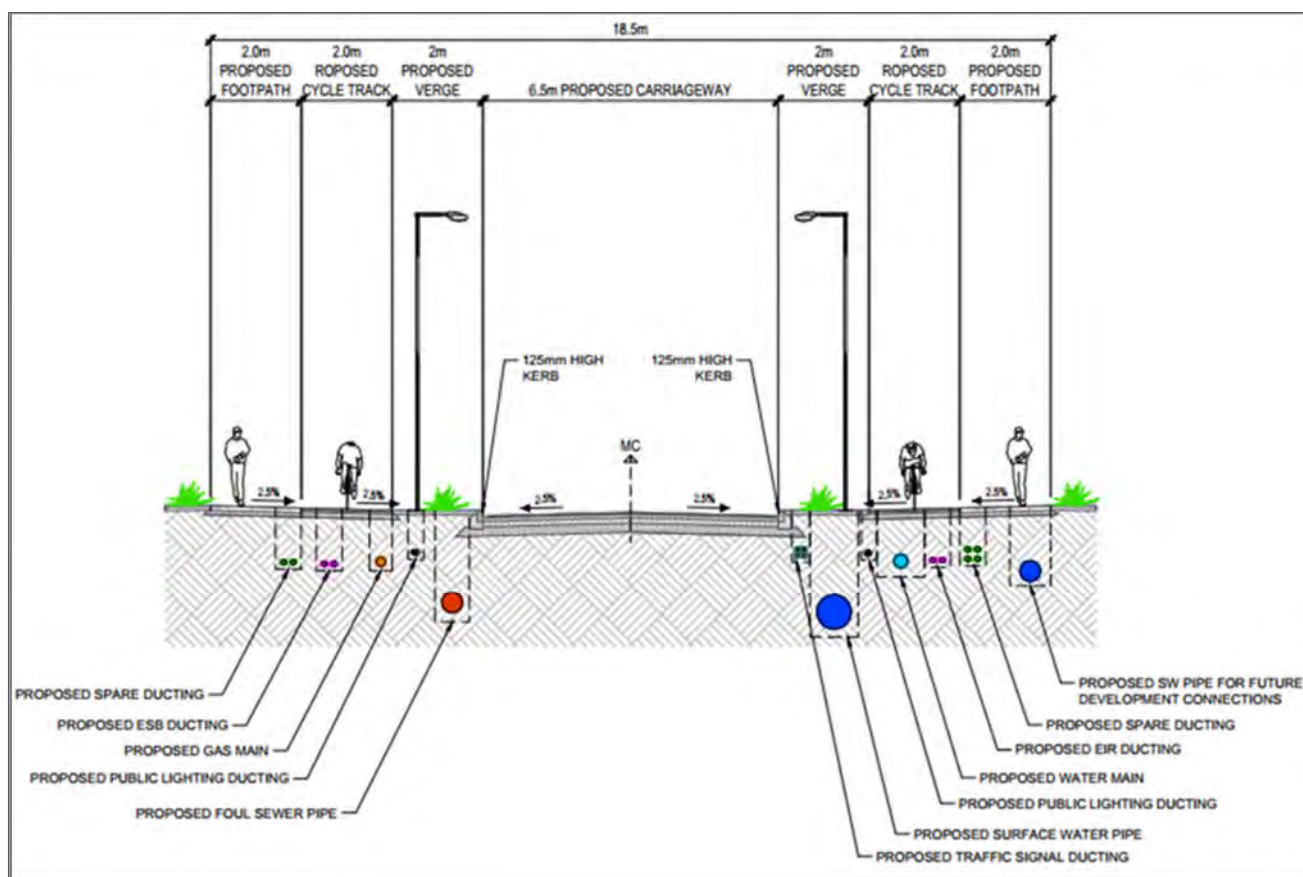 18.5m
2.0m
PROPOSED
FOOTPATH
2.0m
ROPOSED
CYCLE TRACK
2m
PROPOSED
VERGE
6.5m PROPOSED CARRIAGEWAY
2m
PROPOSED
VERGE
2.0m
ROPOSED
CYCLE TRACK
2.0m
PROPOSED
FOOTPATH
125mm HIGH
KERB
125mm HIGH
KERB
MC
2.5%
2.5%
2.5%
2.5%
2.5%
2.5%
PROPOSED SPARE DUCTING
PROPOSED ESB DUCTING
PROPOSED GAS MAIN
PROPOSED PUBLIC LIGHTING DUCTING
PROPOSED FOUL SEWER PIPE
PROPOSED SW PIPE FOR FUTURE
DEVELOPMENT CONNECTIONS
PROPOSED SPARE DUCTING
PROPOSED EIR DUCTING
PROPOSED WATER MAIN
PROPOSED PUBLIC LIGHTING DUCTING
PROPOSED SURFACE WATER PIPE
PROPOSED TRAFFIC SIGNAL DUCTING